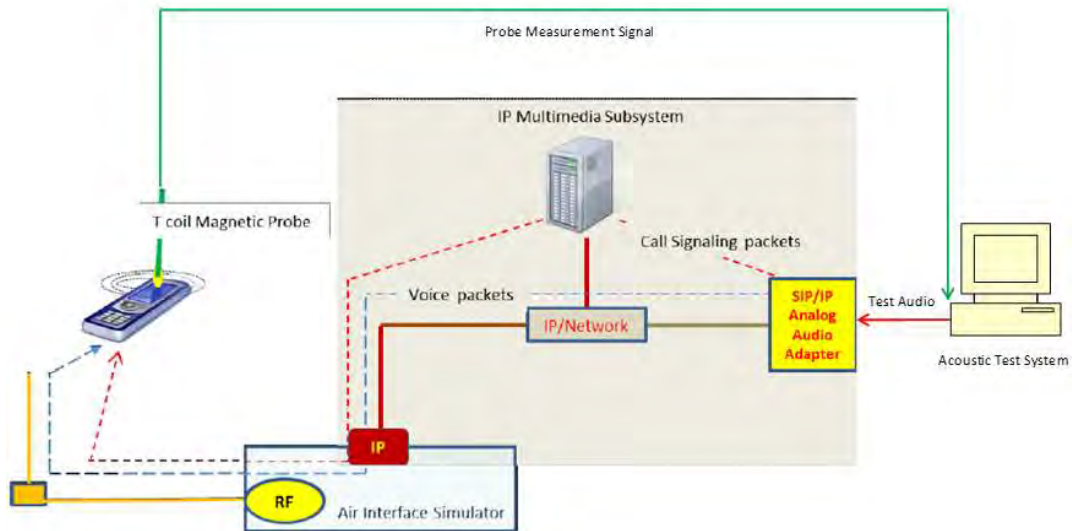 Probe Measurement Signal
IP Multimedia Subsystem
T coil Magnetic Probe
Call Signaling packets
Voice packets
SIP/IP
Analog
Audio
Adapter
Test Audio
IP/Network
Acoustic Test System
IP
RF
Air Interface Simulator